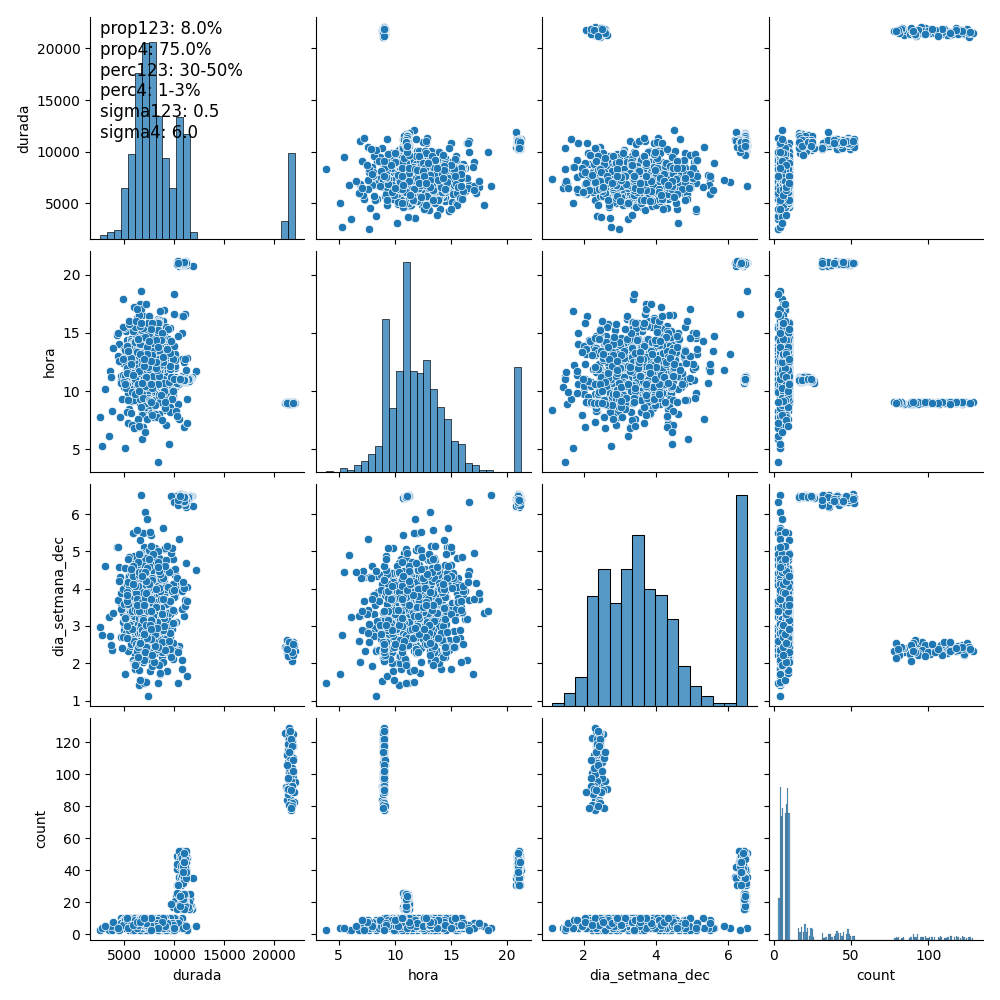 prop123: 8.0%
prop4: 75.0%
perc123: 30-50%
perc4: 1-3%
sigma123: 0.5
sigma4: 6.0
durada
20000
15000
10000
5000
hora
20
15
10
5
dia_setmana_dec
6
5
4
3
2
1
count
120
100
80
60
40
20
0
5000 10000 15000 20000
durada
5 10 15 20
hora
2 4 6
dia_setmana_dec
0 50 100
count